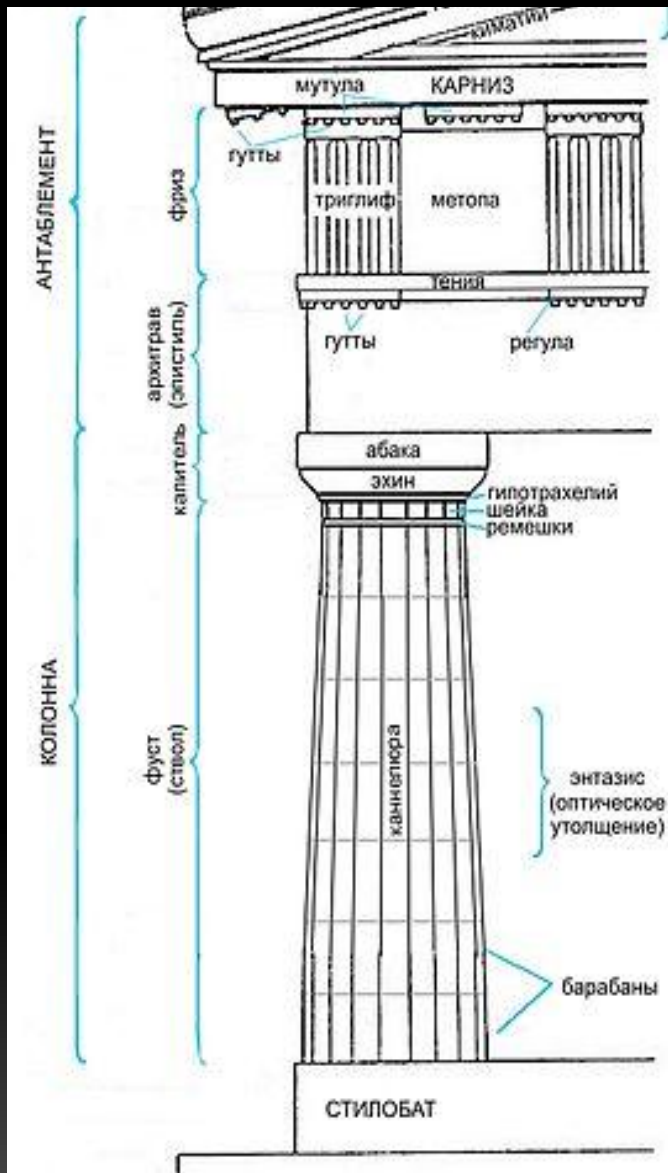 киматий
мутула
КАРНИЗ
гутты
АНТАБЛЕМЕНТ
фриз
триглиф
метопа
тения
гутты
регула
архитрав
(эпистиль)
капитель
абака
эхин
гипотрахелий
шейка
ремешки
КОЛОННА
фуст
(ствол)
каннелюра
энтазис
(оптическое
утолщение)
барабаны
СТИЛОБАТ